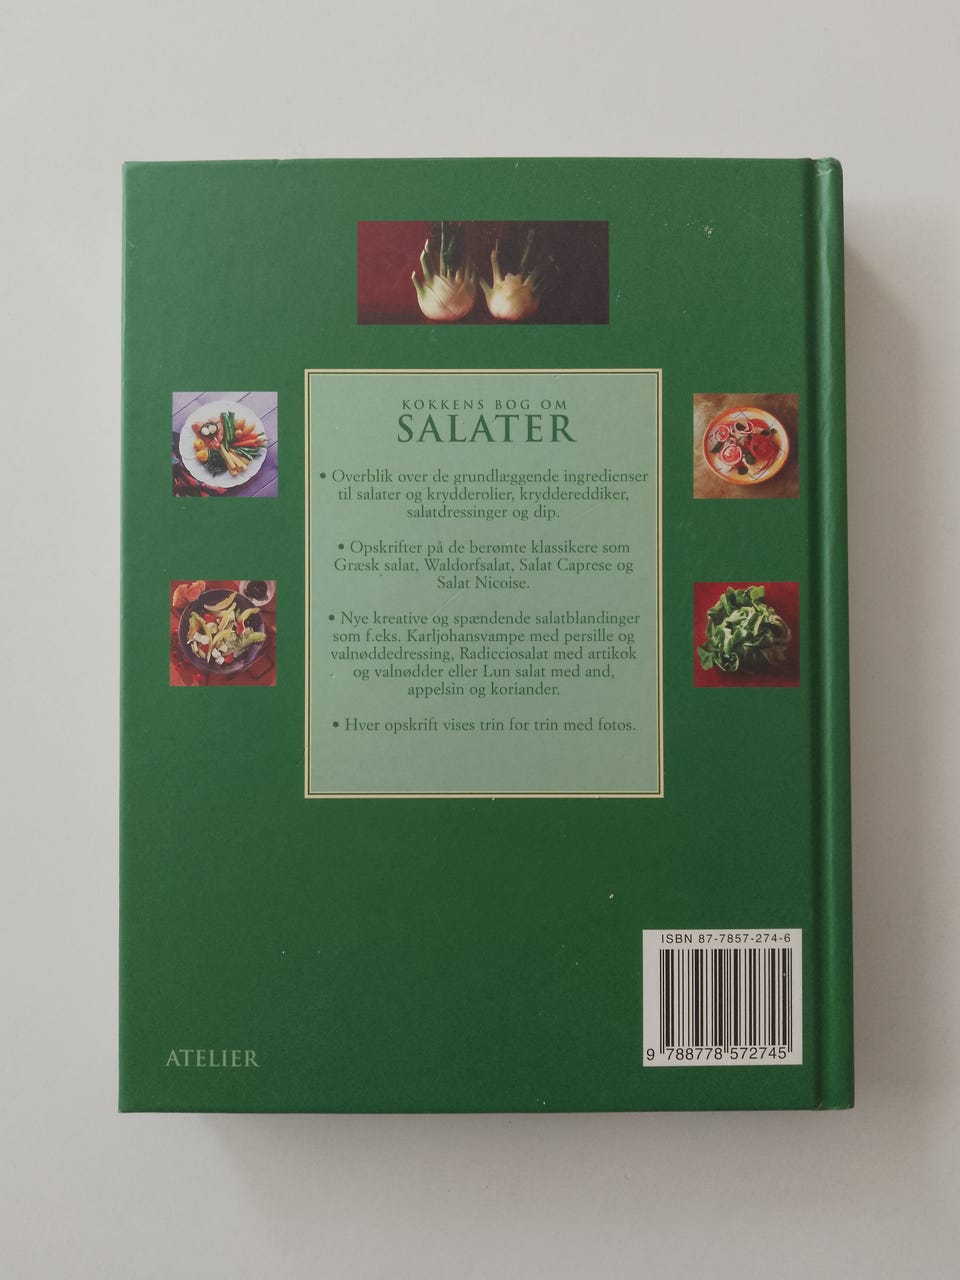 KOKKENS BOG OM
SALATER
• Overblik over de grundlæggende ingredienser
til salater og krydderolier, kryddereddiker,
salatdressinger og dip.
• Opskrifter på de berømte klassikere som
Græsk salat, Waldorfsalat, Salat Caprese og
Salat Nicoise.
• Nye kreative og spændende salatblandinger
som f.eks. Karljohansvampe med persille og
valnøddedressing, Radicciosalat med artikok
og valnødder eller Lun salat med and,
appelsin og koriander.
• Hver opskrift vises trin for trin med fotos.
ISBN 87-7857-274-6
9 788778 572745
ATELIER